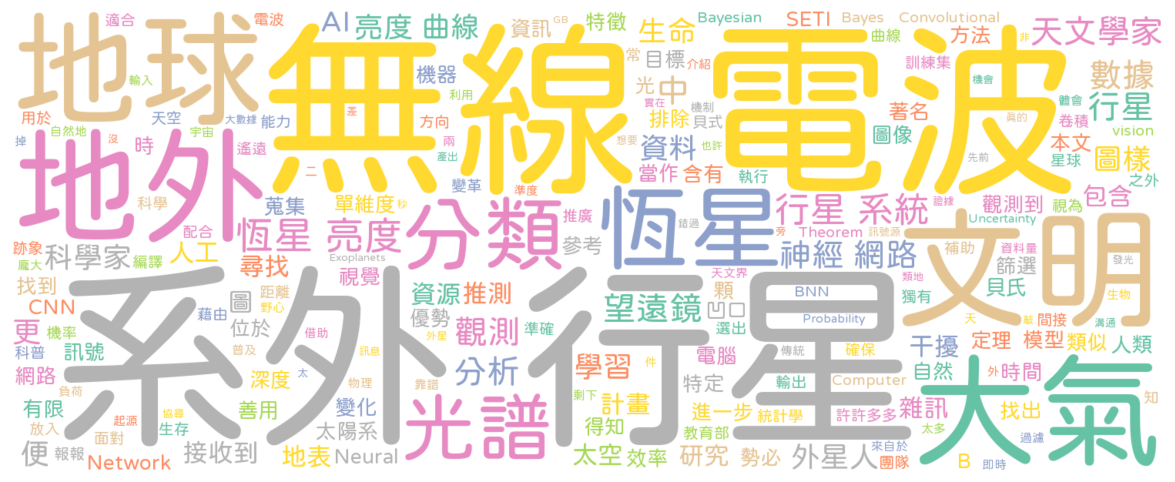 適合 電波 AI 亮度 曲線 資訊 GB 特徵 生命 Bayesian SETI Bayes Convolutional
地球 無線電波 常 目標 介紹 曲線 方法 非 天文學家
輸入 機器 光 中 訓練集 機會 數據
用於 天空 大數據 能力 利用 差 方向 實在 機制 排除 貝式 著名 體會 卷積 行星
掉 自然地 沒 宇宙 遙遠 兩 想要 資料 也許 圖像 真的 本文 vision
地外 時 二 產出 當作 含有 執行 先前 星球 圖樣 之外
科學 蒐集 變革 單維度 秒 準度 恆星 行星 系統 證據 觀測到 視為 包含
配合 恆星 亮度 分類 推廣 錯過 旁 Theorem 訊號源 Uncertainty 文明
跡象 科學家 編譯 人工 Exoplanets 參考 神經 網路 補助 資料量
龐大 尋找 視覺 天文界 類地 篩選 發光
找到 距離 資源 推測 望遠鏡 顆 凹 BNN 獨有 貝氏 生物
CNN 更 機率 藉由 圖 野心 優勢 選出 Probability 天 敲 間接 溝通
科普 訊號 位於 借助 準確 觀測 件 傳統 確保 干擾 定理 模型 類似 人類
網路 普及 外星 訊息 系外行星 學習 電腦 自然 外 時間
負荷 深度 太 物理 靠譜 分析 特定 輸出 Computer 大氣 知
有限 放入 起源 協尋 善用 變化 光譜 剩下 計畫 進一步 統計學 許許多多 雜訊 找出
面對 生存 太陽系 得知 教育部 太多 過濾
便 報報 Network 接收到 地表 Neural 太空 效率 研究 勢必 外星人 來自於 團隊 B 即時